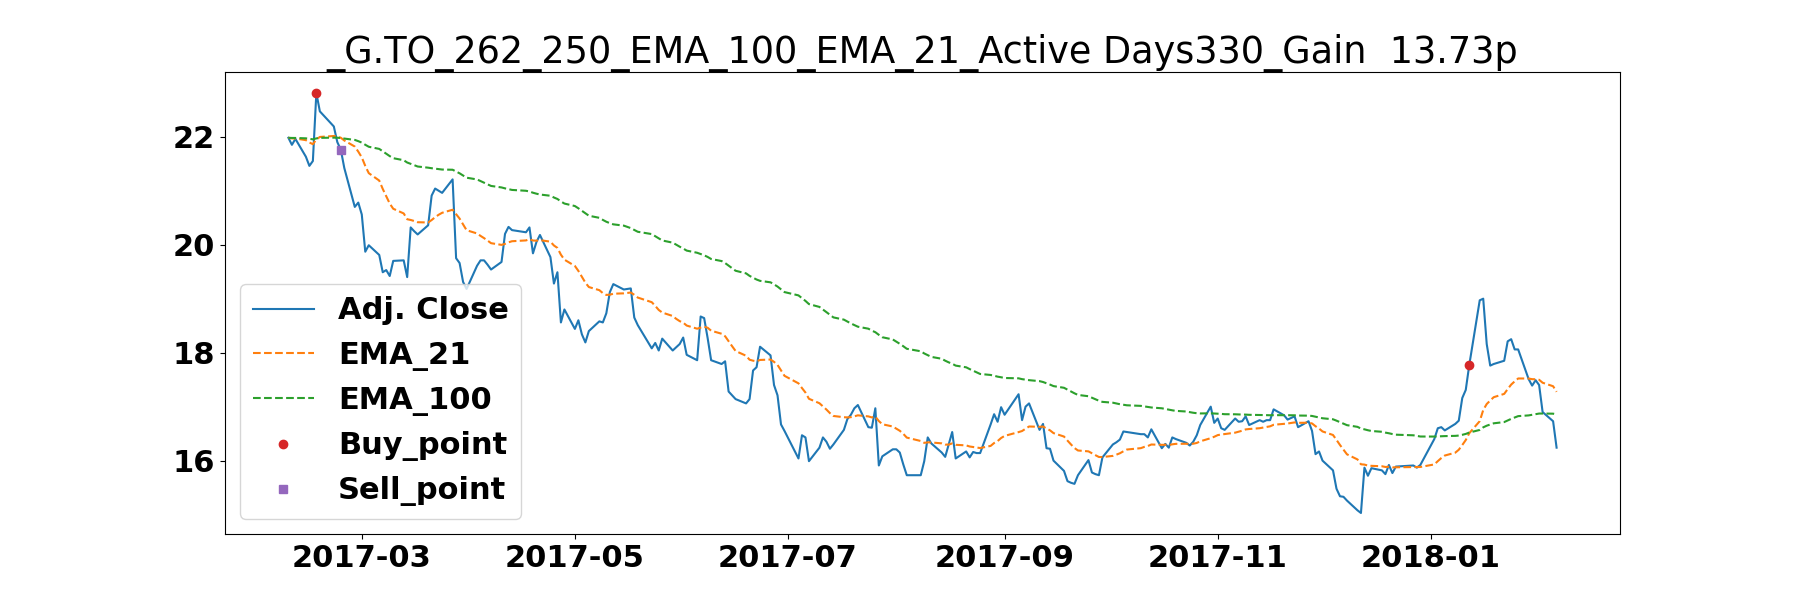 _G.TO_262_250_EMA_100_EMA_21_Active Days330_Gain  13.73p
22
20
18
16
Adj. Close
EMA_21
EMA_100
Buy_point
Sell_point
2017-03 2017-05 2017-07 2017-09 2017-11 2018-01